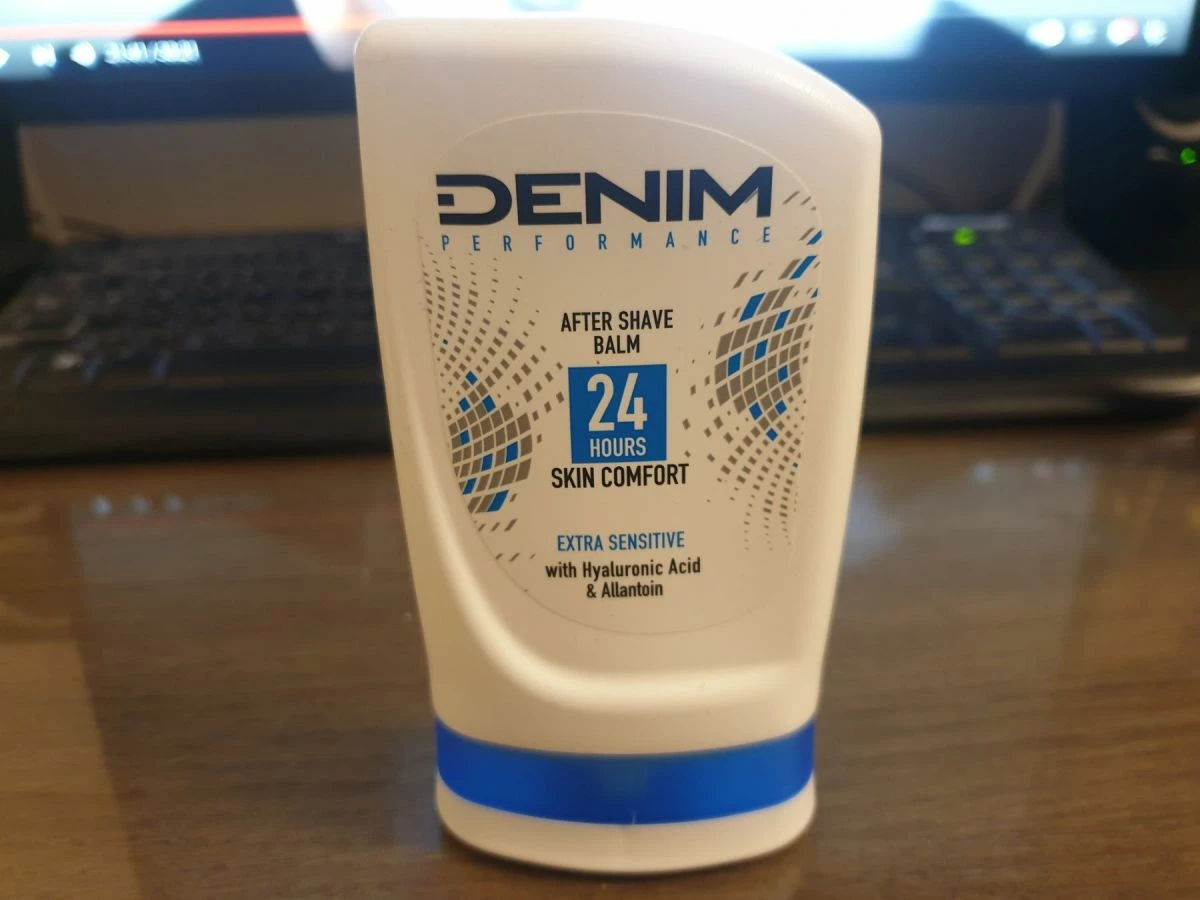 DENIM
PERFORMANCE
AFTER SHAVE
BALM
24
HOURS
SKIN COMFORT
EXTRA SENSITIVE
with Hyaluronic Acid
& Allantoin